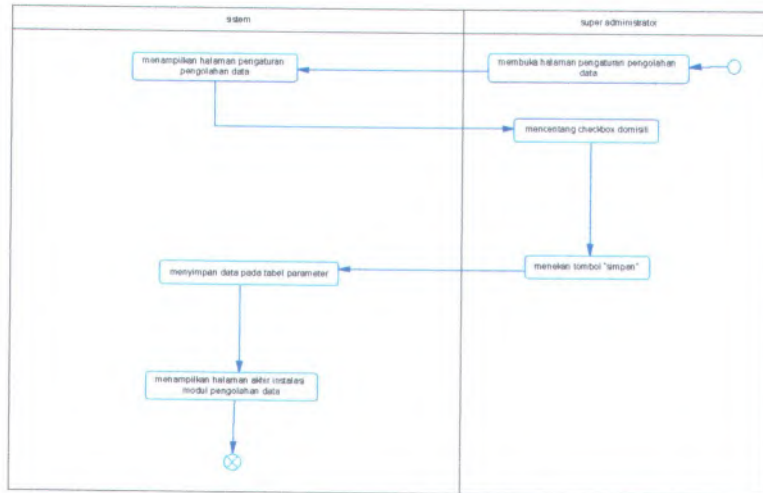 sistem
super administrator
menampilkan halaman pengaturan
pengolahan data
membuka halaman pengaturan pengolahan
data
mencentang checkbox domisili
menyimpan data pada tabel parameter
menekan tombol "simpan"
menampilkan halaman akhir instalasi
modul pengolahan data